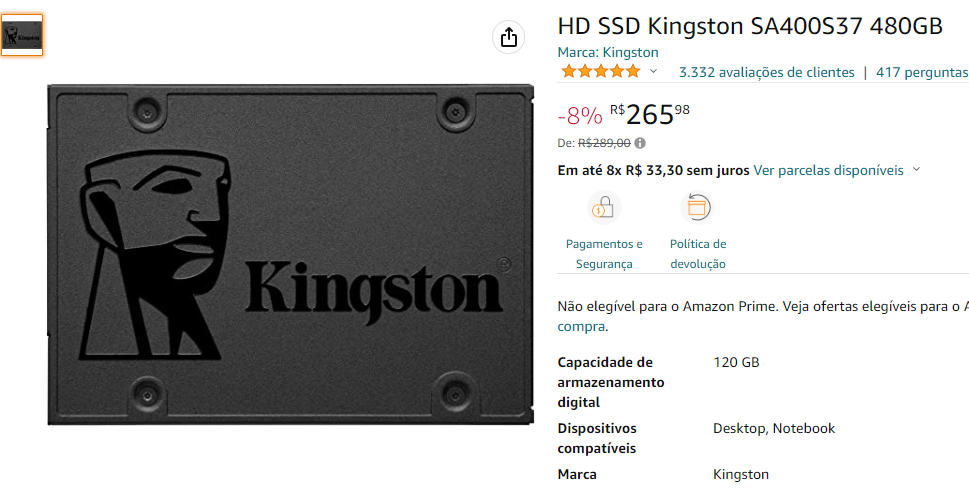 Kingston
Kingston®
HD SSD Kingston SA400S37 480GB
Marca: Kingston
3.332 avaliações de clientes | 417 perguntas
-8% R$26598
De: R$289,00
Em até 8x R$ 33,30 sem juros Ver parcelas disponíveis
Pagamentos e
Segurança
Política de
devolução
Não elegível para o Amazon Prime. Veja ofertas elegíveis para o A
compra.
Capacidade de
armazenamento
digital
120 GB
Dispositivos
compatíveis
Desktop, Notebook
Marca
Kingston